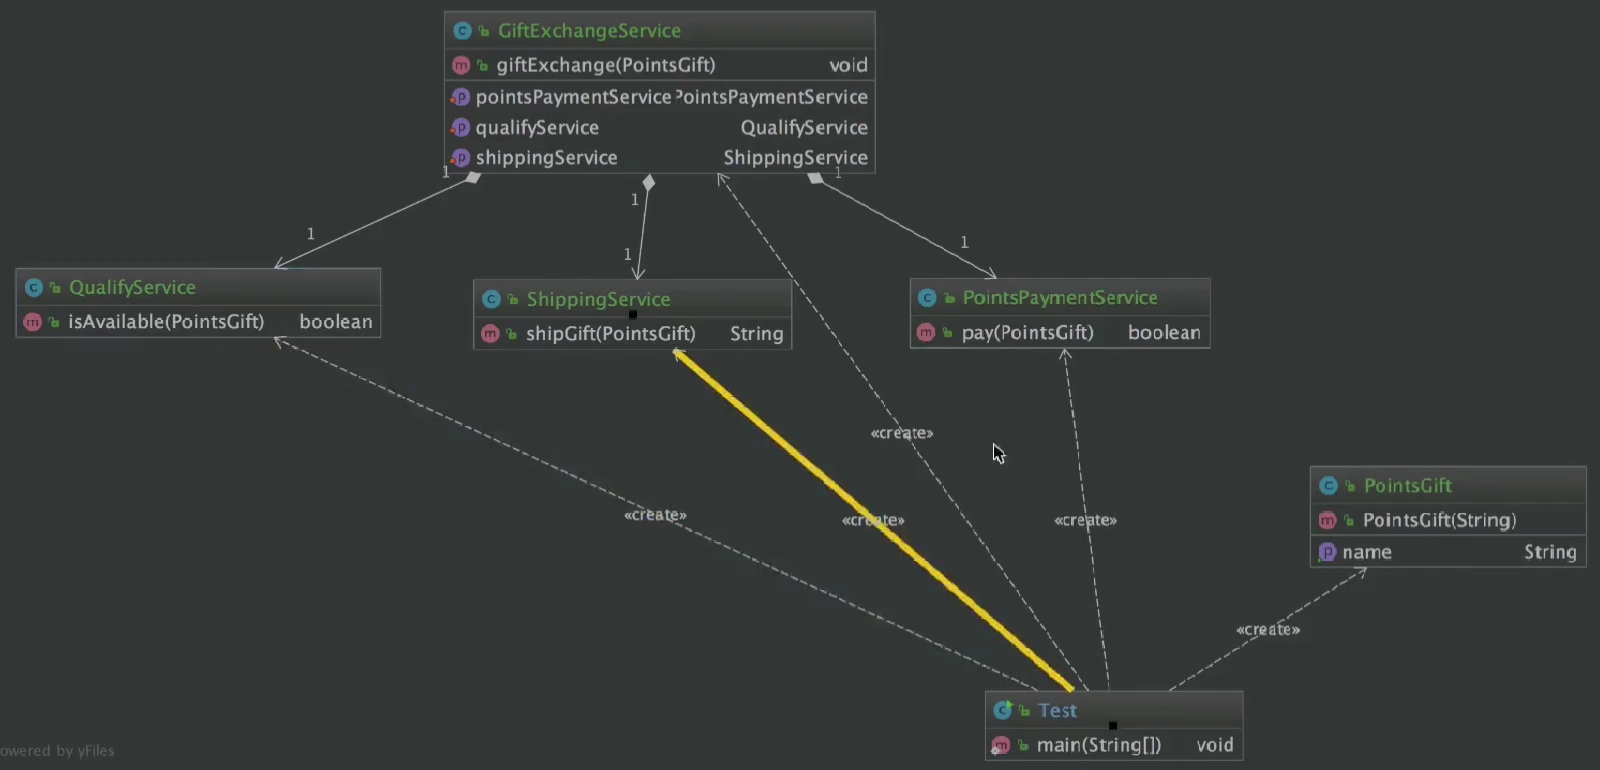 GiftExchangeService
giftExchange(PointsGift) void
pointsPaymentService PointsPaymentService
qualifyService QualifyService
shippingService ShippingService
1 1
1
1 1
1
QualifyService
isAvailable(PointsGift) boolean
ShippingService
shipGift(PointsGift) String
PointsPaymentService
pay(PointsGift) boolean
«create»
«create» «create» «create»
PointsGift
PointsGift(String)
name String
«create»
Test
main(String[]) void
owered by yFiles